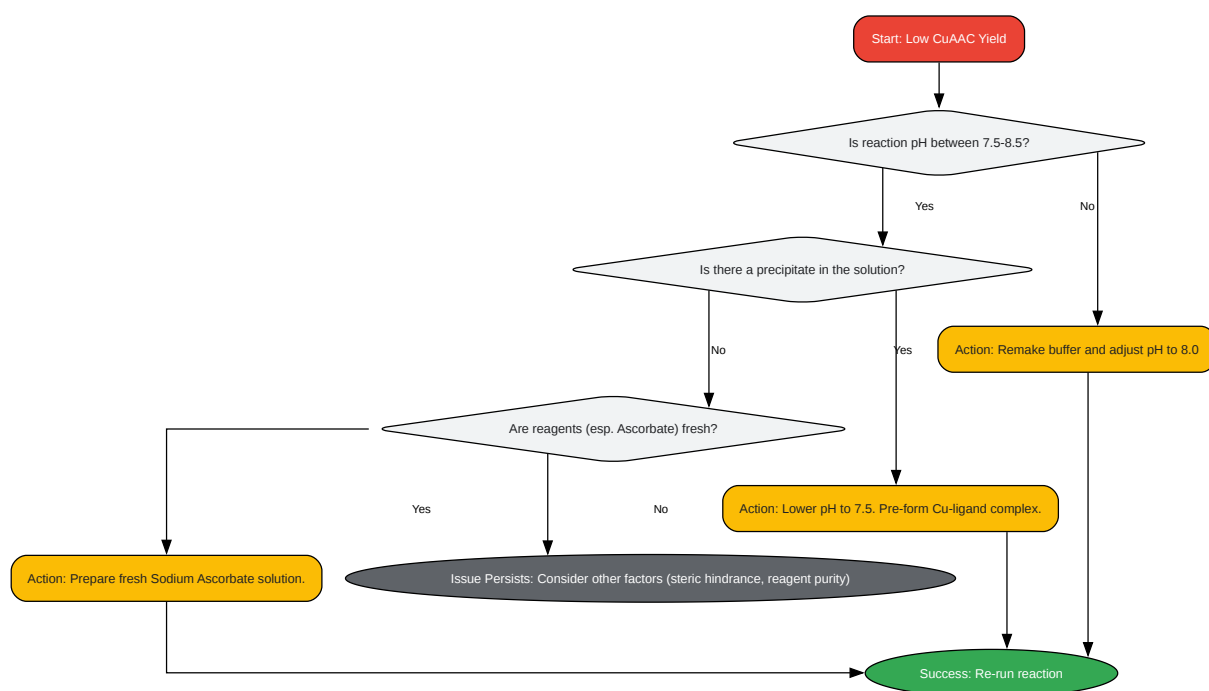 Start: Low CuAAC Yield
Is reaction pH between 7.5-8.5?
Yes
No
Is there a precipitate in the solution?
No
Yes
Action: Remake buffer and adjust pH to 8.0
Are reagents (esp. Ascorbate) fresh?
Yes
No
Action: Lower pH to 7.5. Pre-form Cu-ligand complex.
Action: Prepare fresh Sodium Ascorbate solution.
Issue Persists: Consider other factors (steric hindrance, reagent purity)
Success: Re-run reaction